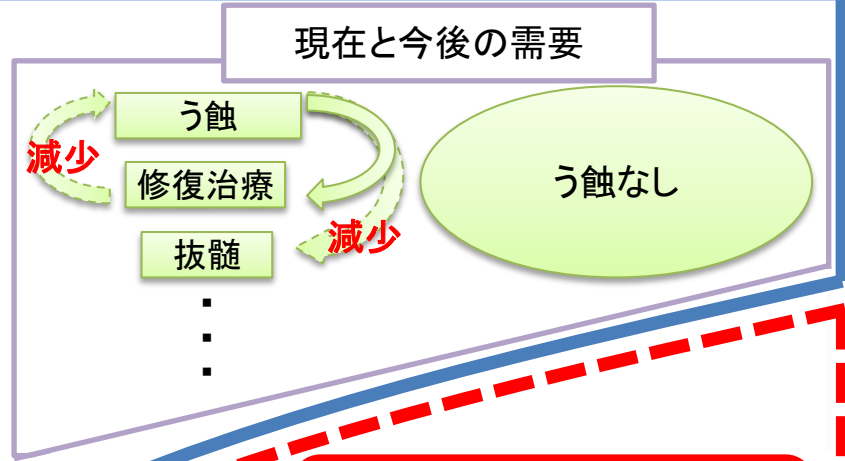 現在と今後の需要
う蝕
減少
修復治療
う蝕なし
減少
抜髄
・
・
・